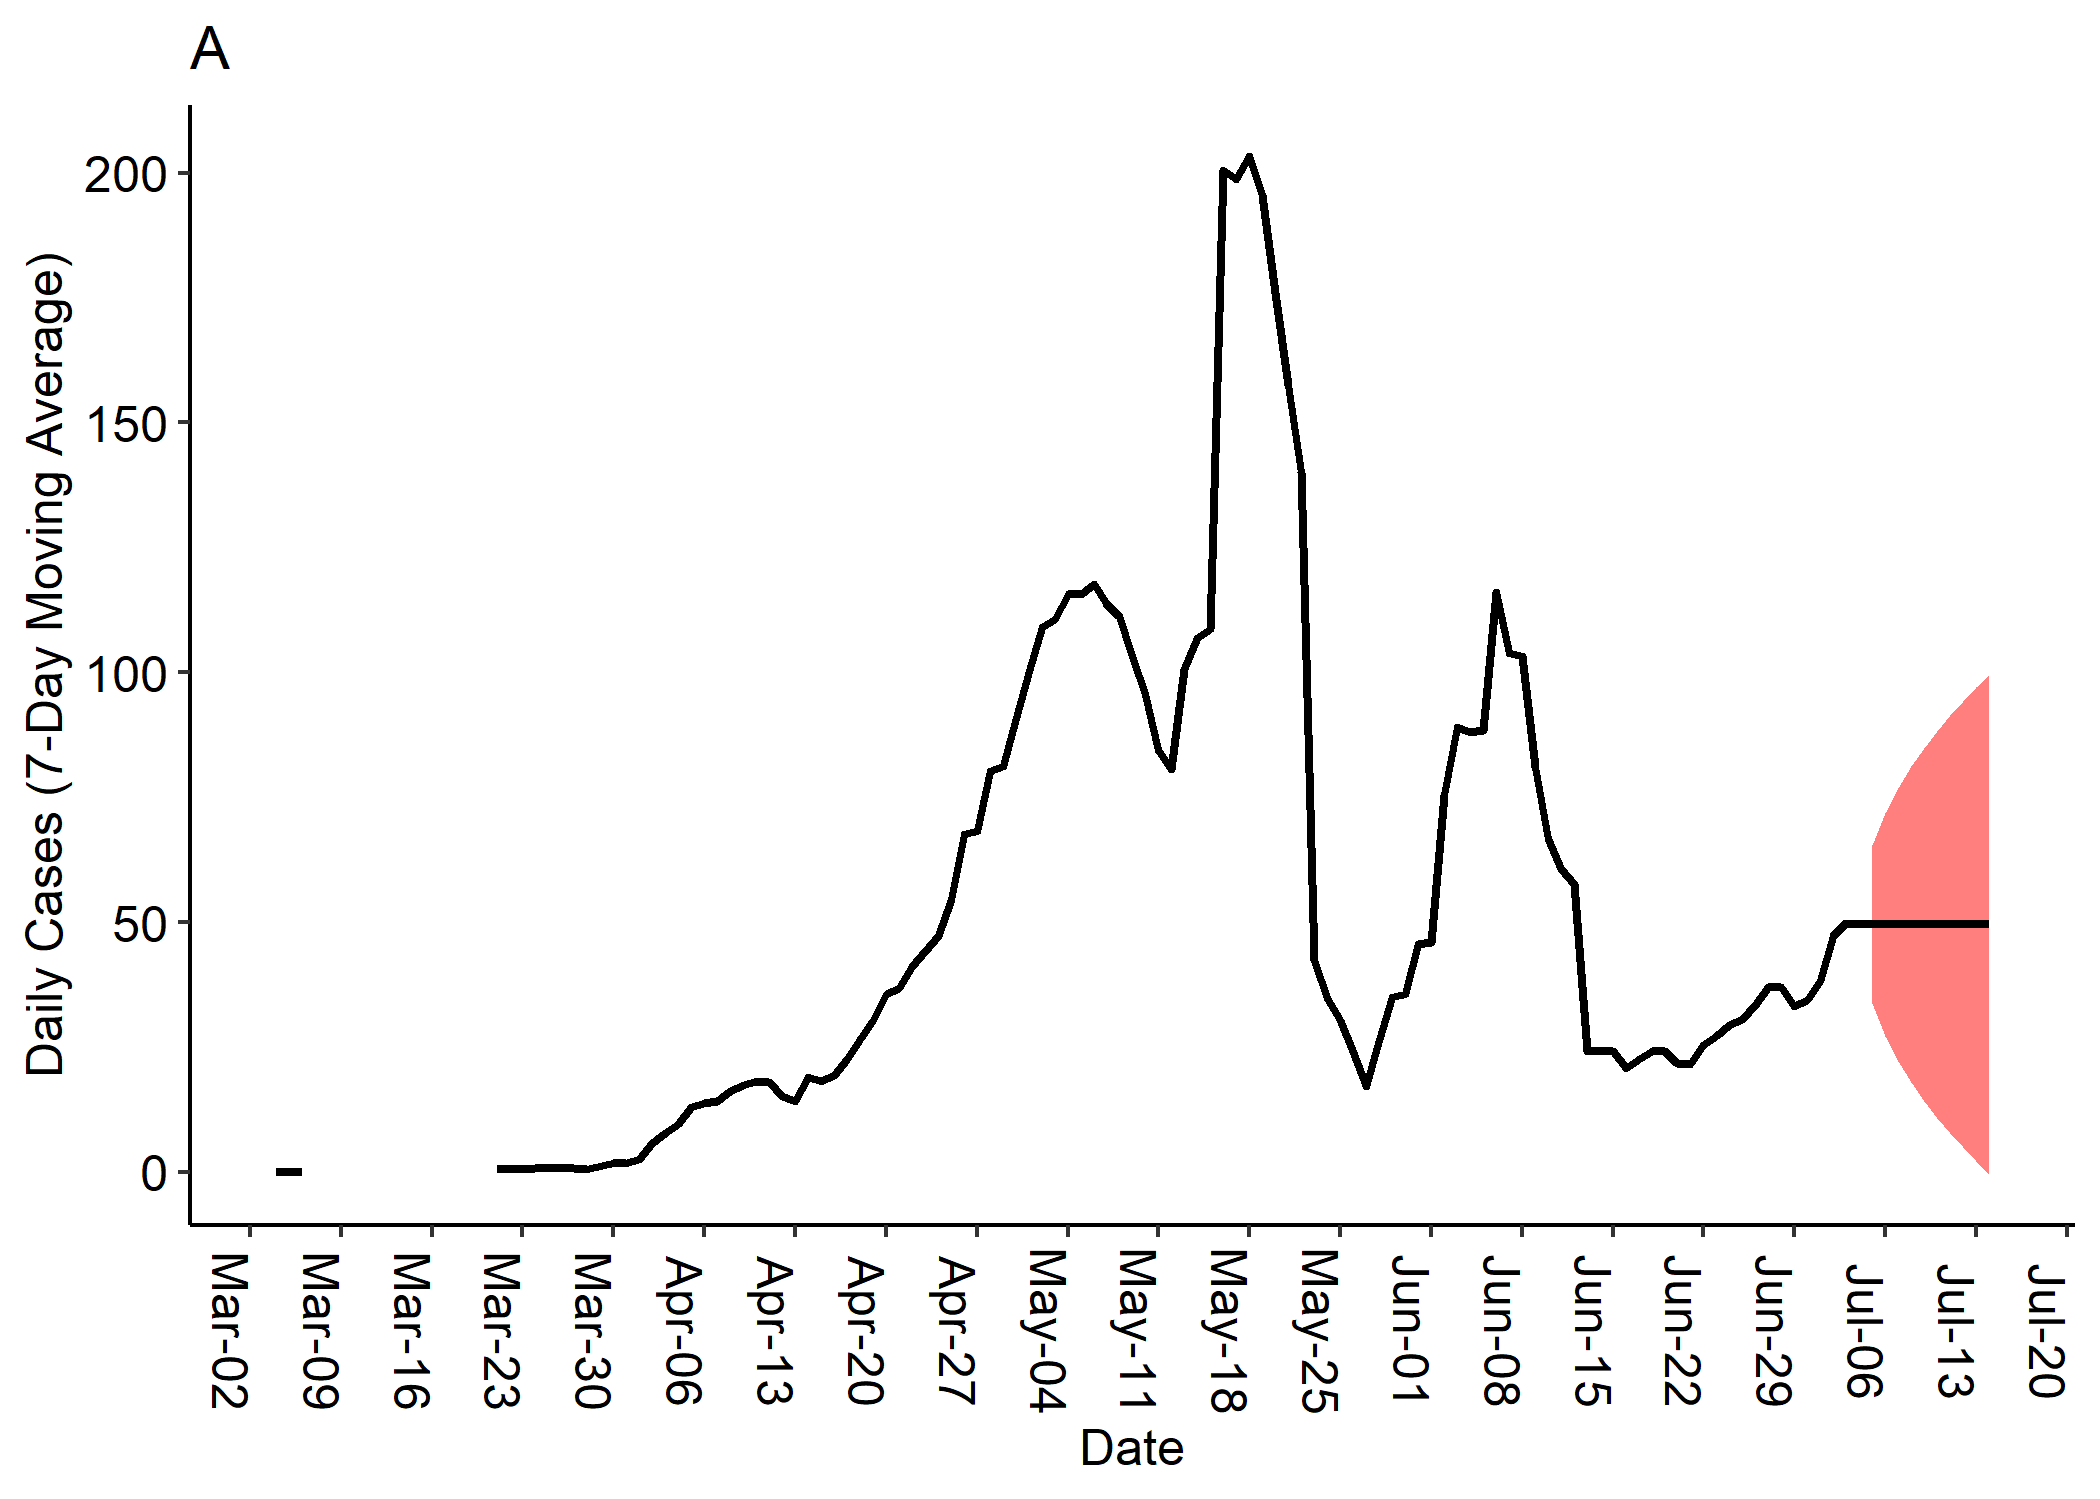 A
Daily Cases (7-Day Moving Average)
200
150
100
50
0
Mar-02
Mar-09
Mar-16
Mar-23
Mar-30
Apr-06
Apr-13
Apr-20
Apr-27
May-04
May-11
May-18
May-25
Jun-01
Jun-08
Jun-15
Jun-22
Jun-29
Jul-06
Jul-13
Jul-20
Date